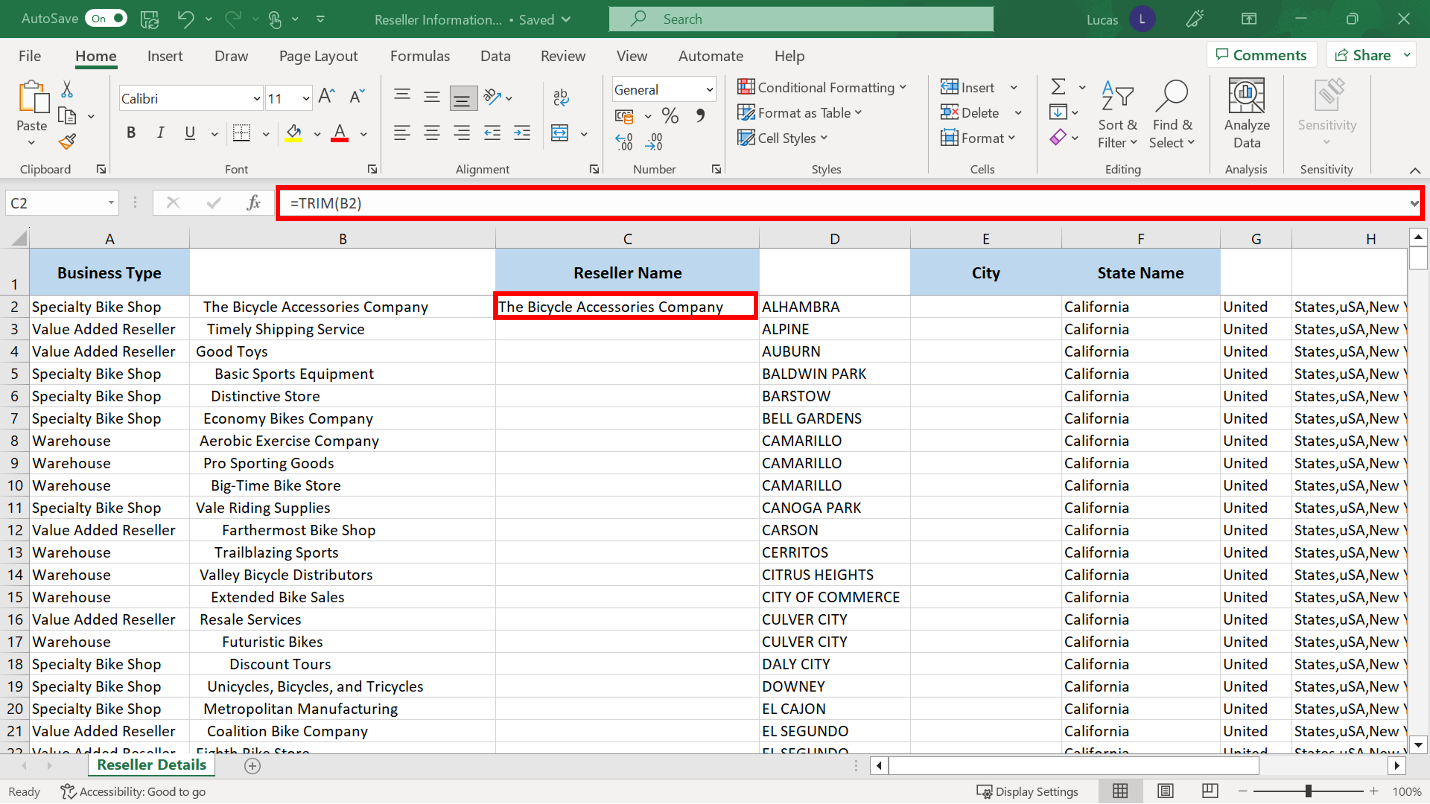 AutoSave On Reseller Information... • Saved Search Lucas L
File Home Insert Draw Page Layout Formulas Data Review View Automate Help Comments Share
Paste
Clipboard
Calibri 11
B I U A
Font
ab
Alignment
General
% 9
Number
Conditional Formatting
Format as Table
Cell Styles
Styles
Insert
Delete
Format
Cells
Sort & Filter
Find & Select
Editing
Analyze Data
Analysis
Sensitivity
Sensitivity
C2 fx =TRIM(B2)
A B C D E F G H
1 Business Type Reseller Name City State Name
2 Specialty Bike Shop The Bicycle Accessories Company The Bicycle Accessories Company ALHAMBRA California United States,uSA,New
3 Value Added Reseller Timely Shipping Service ALPINE California United States,uSA,New
4 Value Added Reseller Good Toys AUBURN California United States,uSA,New
5 Specialty Bike Shop Basic Sports Equipment BALDWIN PARK California United States,uSA,New
6 Specialty Bike Shop Distinctive Store BARSTOW California United States,uSA,New
7 Specialty Bike Shop Economy Bikes Company BELL GARDENS California United States,uSA,New
8 Warehouse Aerobic Exercise Company CAMARILLO California United States,uSA,New
9 Warehouse Pro Sporting Goods CAMARILLO California United States,uSA,New
10 Warehouse Big-Time Bike Store CAMARILLO California United States,uSA,New
11 Specialty Bike Shop Vale Riding Supplies CANOGA PARK California United States,uSA,New
12 Value Added Reseller Farthermost Bike Shop CARSON California United States,uSA,New
13 Warehouse Trailblazing Sports CERRITOS California United States,uSA,New
14 Warehouse Valley Bicycle Distributors CITRUS HEIGHTS California United States,uSA,New
15 Warehouse Extended Bike Sales CITY OF COMMERCE California United States,uSA,New
16 Value Added Reseller Resale Services CULVER CITY California United States,uSA,New
17 Warehouse Futuristic Bikes CULVER CITY California United States,uSA,New
18 Specialty Bike Shop Discount Tours DALY CITY California United States,uSA,New
19 Specialty Bike Shop Unicycles, Bicycles, and Tricycles DOWNEY California United States,uSA,New
20 Specialty Bike Shop Metropolitan Manufacturing EL CAJON California United States,uSA,New
21 Value Added Reseller Coalition Bike Company EL SEGUNDO California United States,uSA,New
22 Value Added Reseller Eighth Bike Store EL SEGUNDO California United States,uSA,New
Reseller Details
Ready Accessibility: Good to go Display Settings 100%